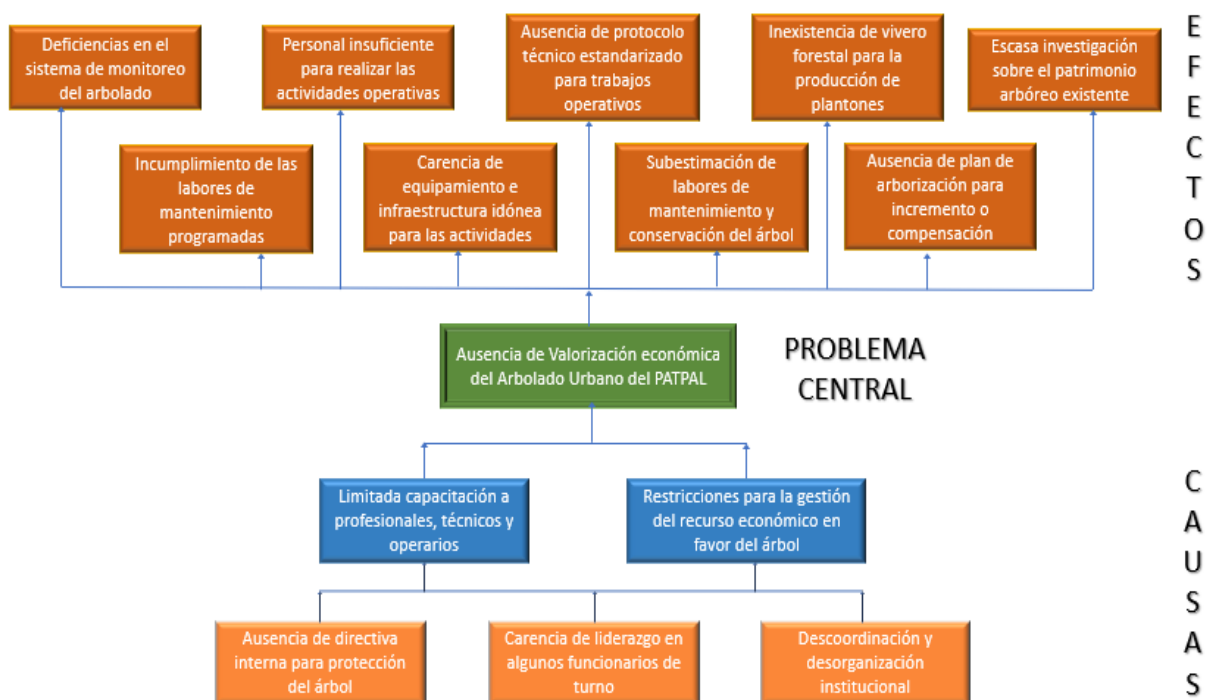 Deficiencias en el
sistema de monitoreo
del arbolado
Personal insuficiente
para realizar las
actividades operativas
Ausencia de protocolo
técnico estandarizado
para trabajos
operativos
Inexistencia de vivero
forestal para la
producción de
plantones
Escasa investigación
sobre el patrimonio
arbóreo existente
Incumplimiento de las
labores de
mantenimiento
programadas
Carencia de
equipamiento e
infraestructura idónea
para las actividades
Subestimación de
labores de
mantenimiento y
conservación del árbol
Ausencia de plan de
arborización para
incremento o
compensación
E
F
E
C
T
O
S
Ausencia de Valorización económica
del Arbolado Urbano del PATPAL
PROBLEMA
CENTRAL
Limitada capacitación a
profesionales, técnicos y
operarios
Restricciones para la gestión
del recurso económico en
favor del árbol
Ausencia de directiva
interna para protección
del árbol
Carencia de liderazgo en
algunos funcionarios de
turno
Descoordinación y
desorganización
institucional
C
A
U
S
A
S